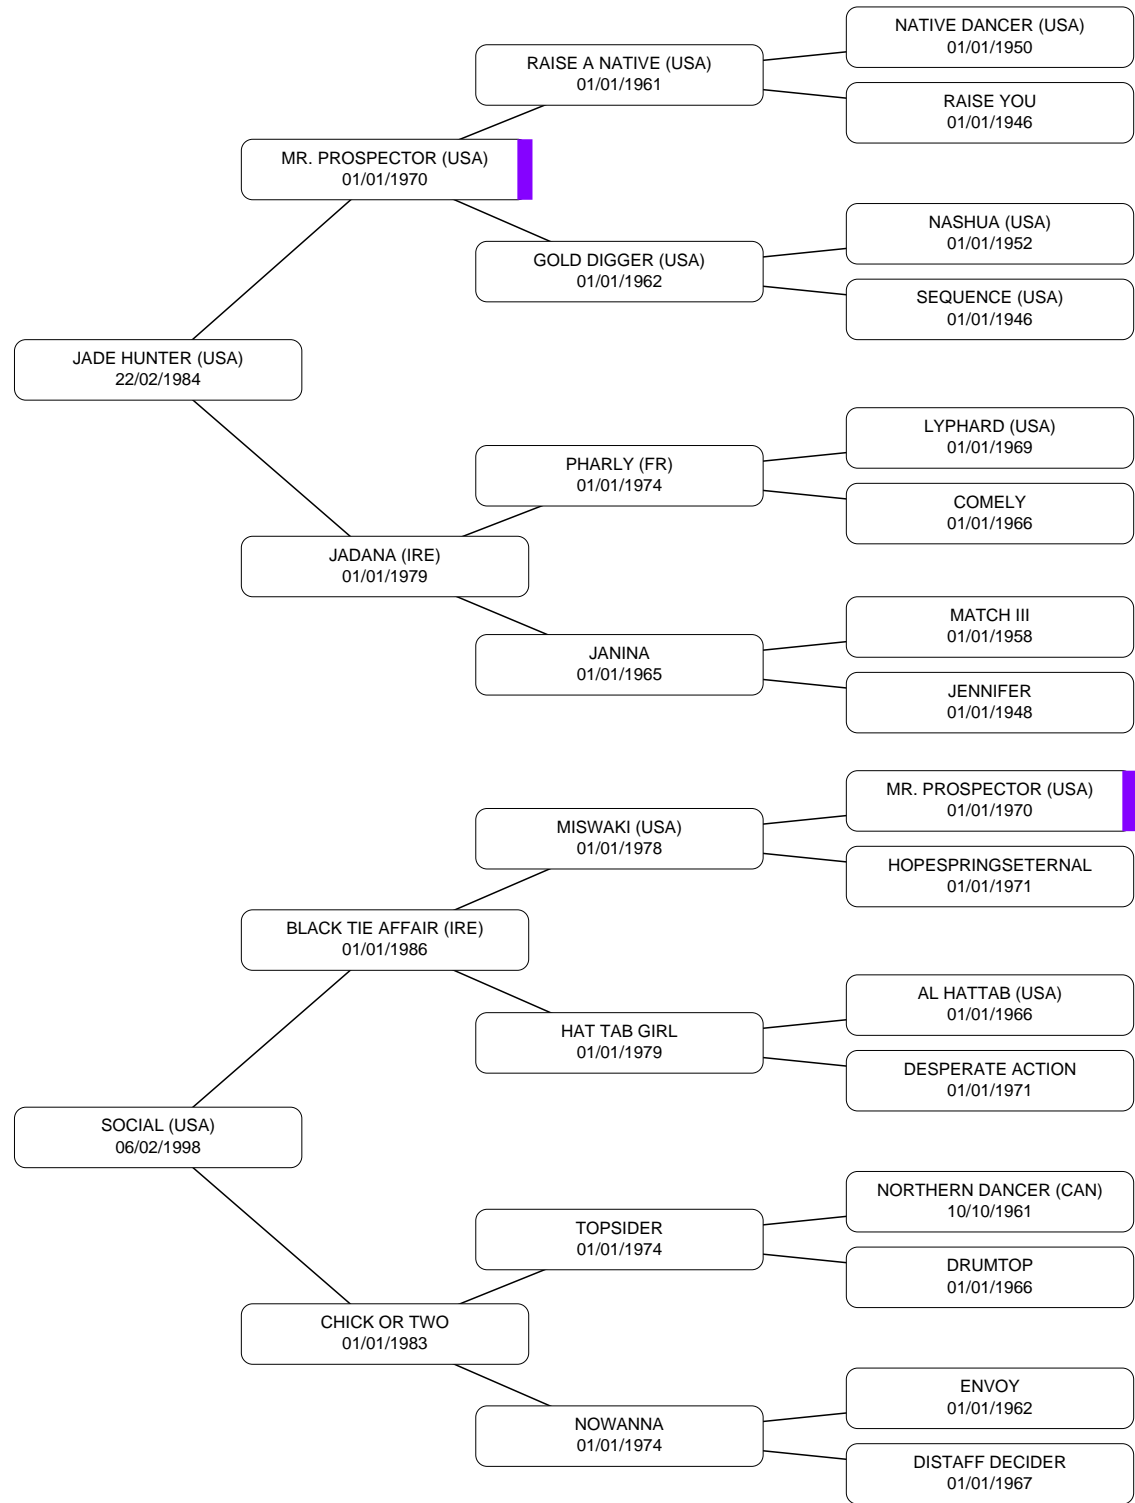 NATIVE DANCER (USA)
01/01/1950
RAISE A NATIVE (USA)
01/01/1961
RAISE YOU
01/01/1946
MR. PROSPECTOR (USA)
01/01/1970
NASHUA (USA)
01/01/1952
GOLD DIGGER (USA)
01/01/1962
SEQUENCE (USA)
01/01/1946
JADE HUNTER (USA)
22/02/1984
LYPHARD (USA)
01/01/1969
PHARLY (FR)
01/01/1974
COMELY
01/01/1966
JADANA (IRE)
01/01/1979
MATCH III
01/01/1958
JANINA
01/01/1965
JENNIFER
01/01/1948
MR. PROSPECTOR (USA)
01/01/1970
MISWAKI (USA)
01/01/1978
HOPESPRINGSETERNAL
01/01/1971
BLACK TIE AFFAIR (IRE)
01/01/1986
AL HATTAB (USA)
01/01/1966
HAT TAB GIRL
01/01/1979
DESPERATE ACTION
01/01/1971
SOCIAL (USA)
06/02/1998
NORTHERN DANCER (CAN)
10/10/1961
TOPSIDER
01/01/1974
DRUMTOP
01/01/1966
CHICK OR TWO
01/01/1983
ENVOY
01/01/1962
NOWANNA
01/01/1974
DISTAFF DECIDER
01/01/1967